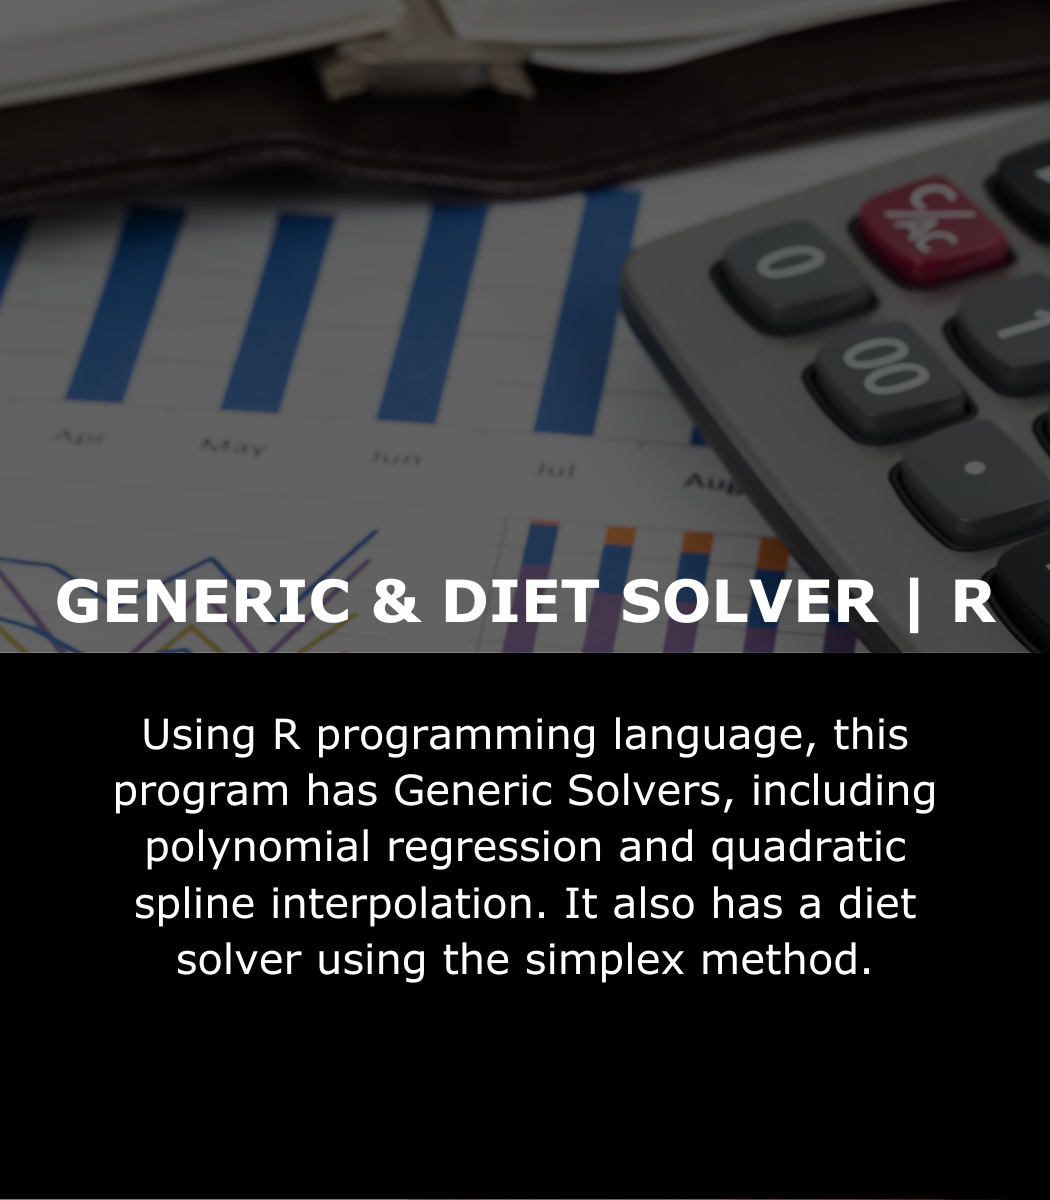 C/AC
0
1
00
.
Apr
May
Jun
Jul
Aug
GENERIC & DIET SOLVER | R
Using R programming language, this
program has Generic Solvers, including
polynomial regression and quadratic
spline interpolation. It also has a diet
solver using the simplex method.